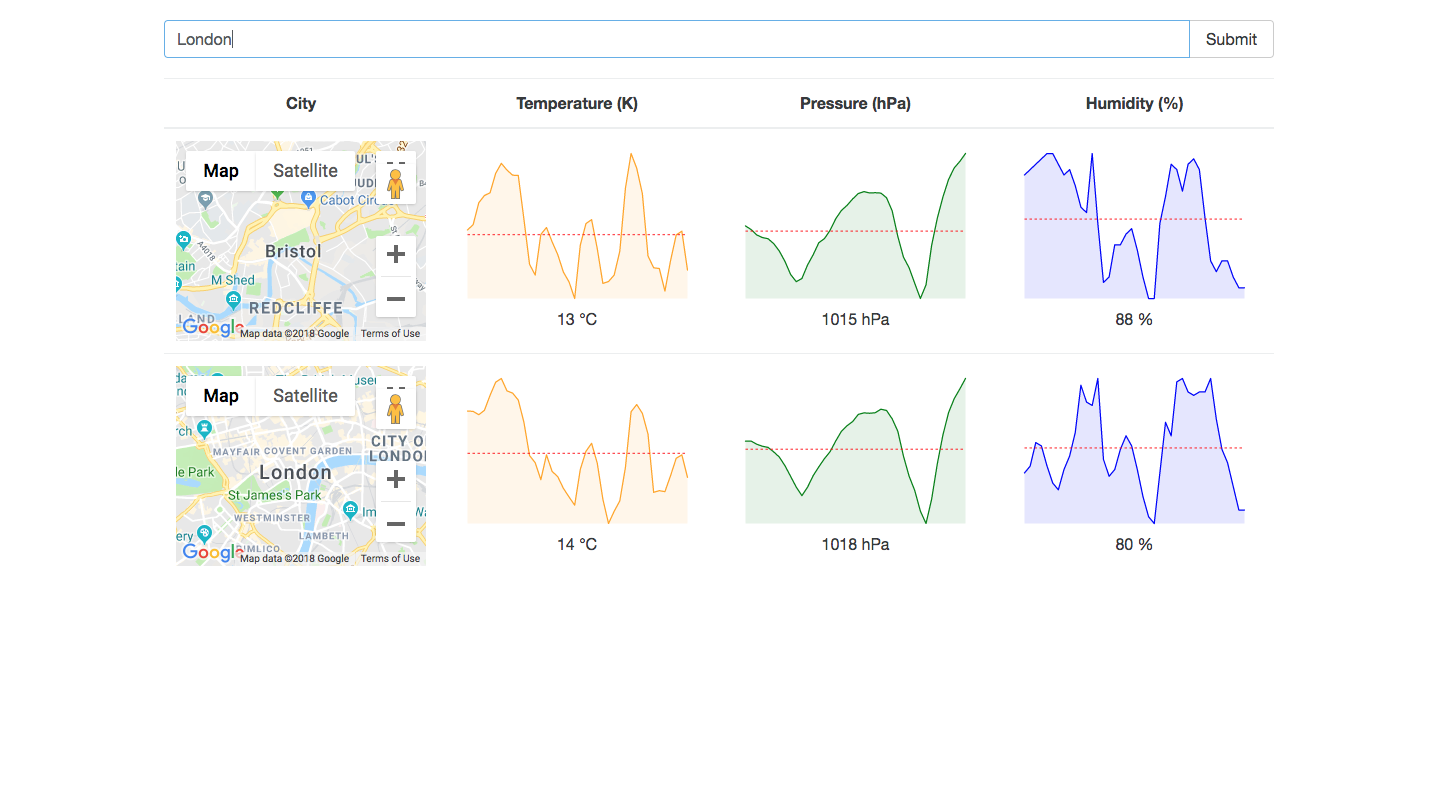 London
Submit
City
Temperature (K)
Pressure (hPa)
Humidity (%)
Map
Satellite
Cabot Circus
A4018
Bristol
M Shed
REDCLIFFE
LAND
Google
Map data ©2018 Google
Terms of Use
13 °C
1015 hPa
88 %
Map
Satellite
MAYFAIR
COVENT GARDEN
CITY OF
LONDON
London
St James's Park
WESTMINSTER
LAMBETH
Google
Map data ©2018 Google
Terms of Use
14 °C
1018 hPa
80 %